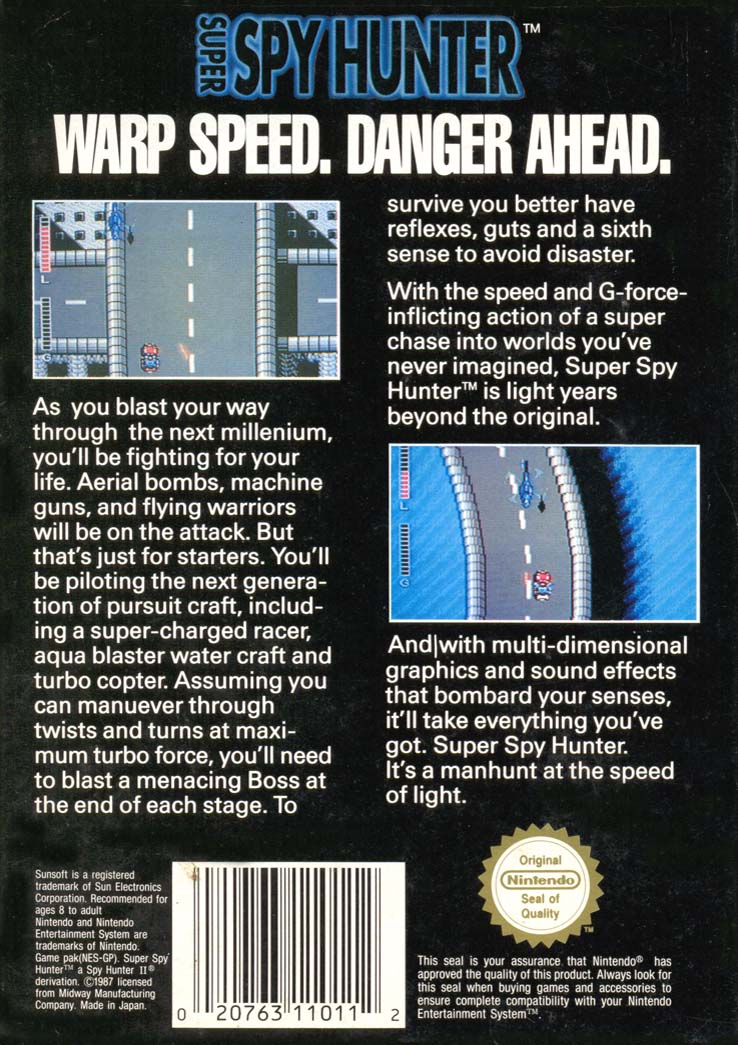 SUPER SPY HUNTER™
WARP SPEED. DANGER AHEAD.
L
G
As you blast your way
through the next millenium,
you'll be fighting for your
life. Aerial bombs, machine
guns, and flying warriors
will be on the attack. But
that's just for starters. You'll
be piloting the next genera-
tion of pursuit craft, includ-
ing a super-charged racer,
aqua blaster water craft and
turbo copter. Assuming you
can manuever through
twists and turns at maxi-
mum turbo force, you'll need
to blast a menacing Boss at
the end of each stage. To
survive you better have
reflexes, guts and a sixth
sense to avoid disaster.
With the speed and G-force-
inflicting action of a super
chase into worlds you've
never imagined, Super Spy
Hunter™ is light years
beyond the original.
L
G
And|with multi-dimensional
graphics and sound effects
that bombard your senses,
it'll take everything you've
got. Super Spy Hunter.
It's a manhunt at the speed
of light.
Sunsoft is a registered
trademark of Sun Electronics
Corporation. Recommended for
ages 8 to adult
Nintendo and Nintendo
Entertainment System are
trademarks of Nintendo.
Game pak(NES-GP). Super Spy
Hunter™ a Spy Hunter II®
derivation. ©1987 licensed
from Midway Manufacturing
Company. Made in Japan.
0 20763 11011 2
Original
Nintendo
Seal of
Quality
TM
This seal is your assurance that Nintendo® has
approved the quality of this product. Always look for
this seal when buying games and accessories to
ensure complete compatibility with your Nintendo
Entertainment System™.